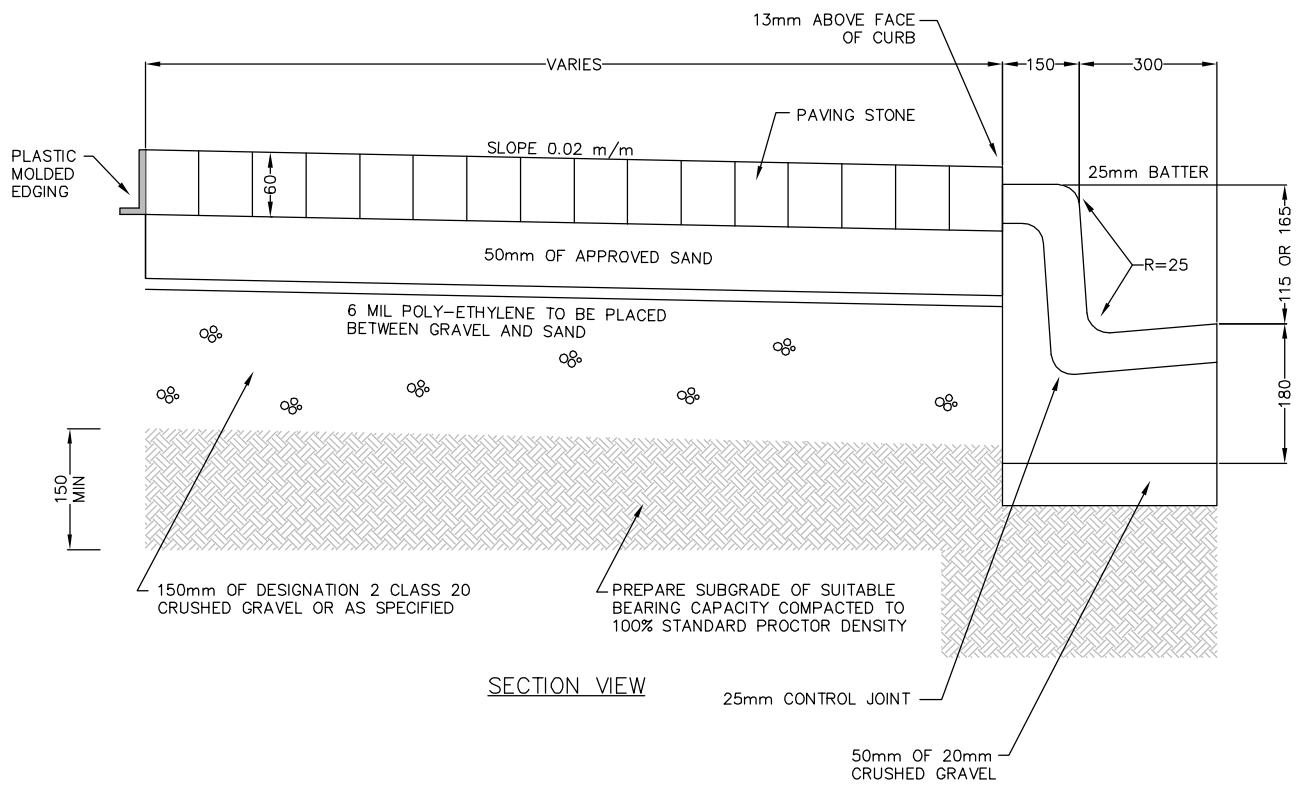 13mm ABOVE FACE
OF CURB
VARIES
150
300
PAVING STONE
SLOPE 0.02 m/m
PLASTIC
MOLDED
EDGING
60
25mm BATTER
50mm OF APPROVED SAND
R=25
115 OR 165
6 MIL POLY-ETHYLENE TO BE PLACED
BETWEEN GRAVEL AND SAND
180
150
MIN
150mm OF DESIGNATION 2 CLASS 20
CRUSHED GRAVEL OR AS SPECIFIED
PREPARE SUBGRADE OF SUITABLE
BEARING CAPACITY COMPACTED TO
100% STANDARD PROCTOR DENSITY
SECTION VIEW
25mm CONTROL JOINT
50mm OF 20mm
CRUSHED GRAVEL